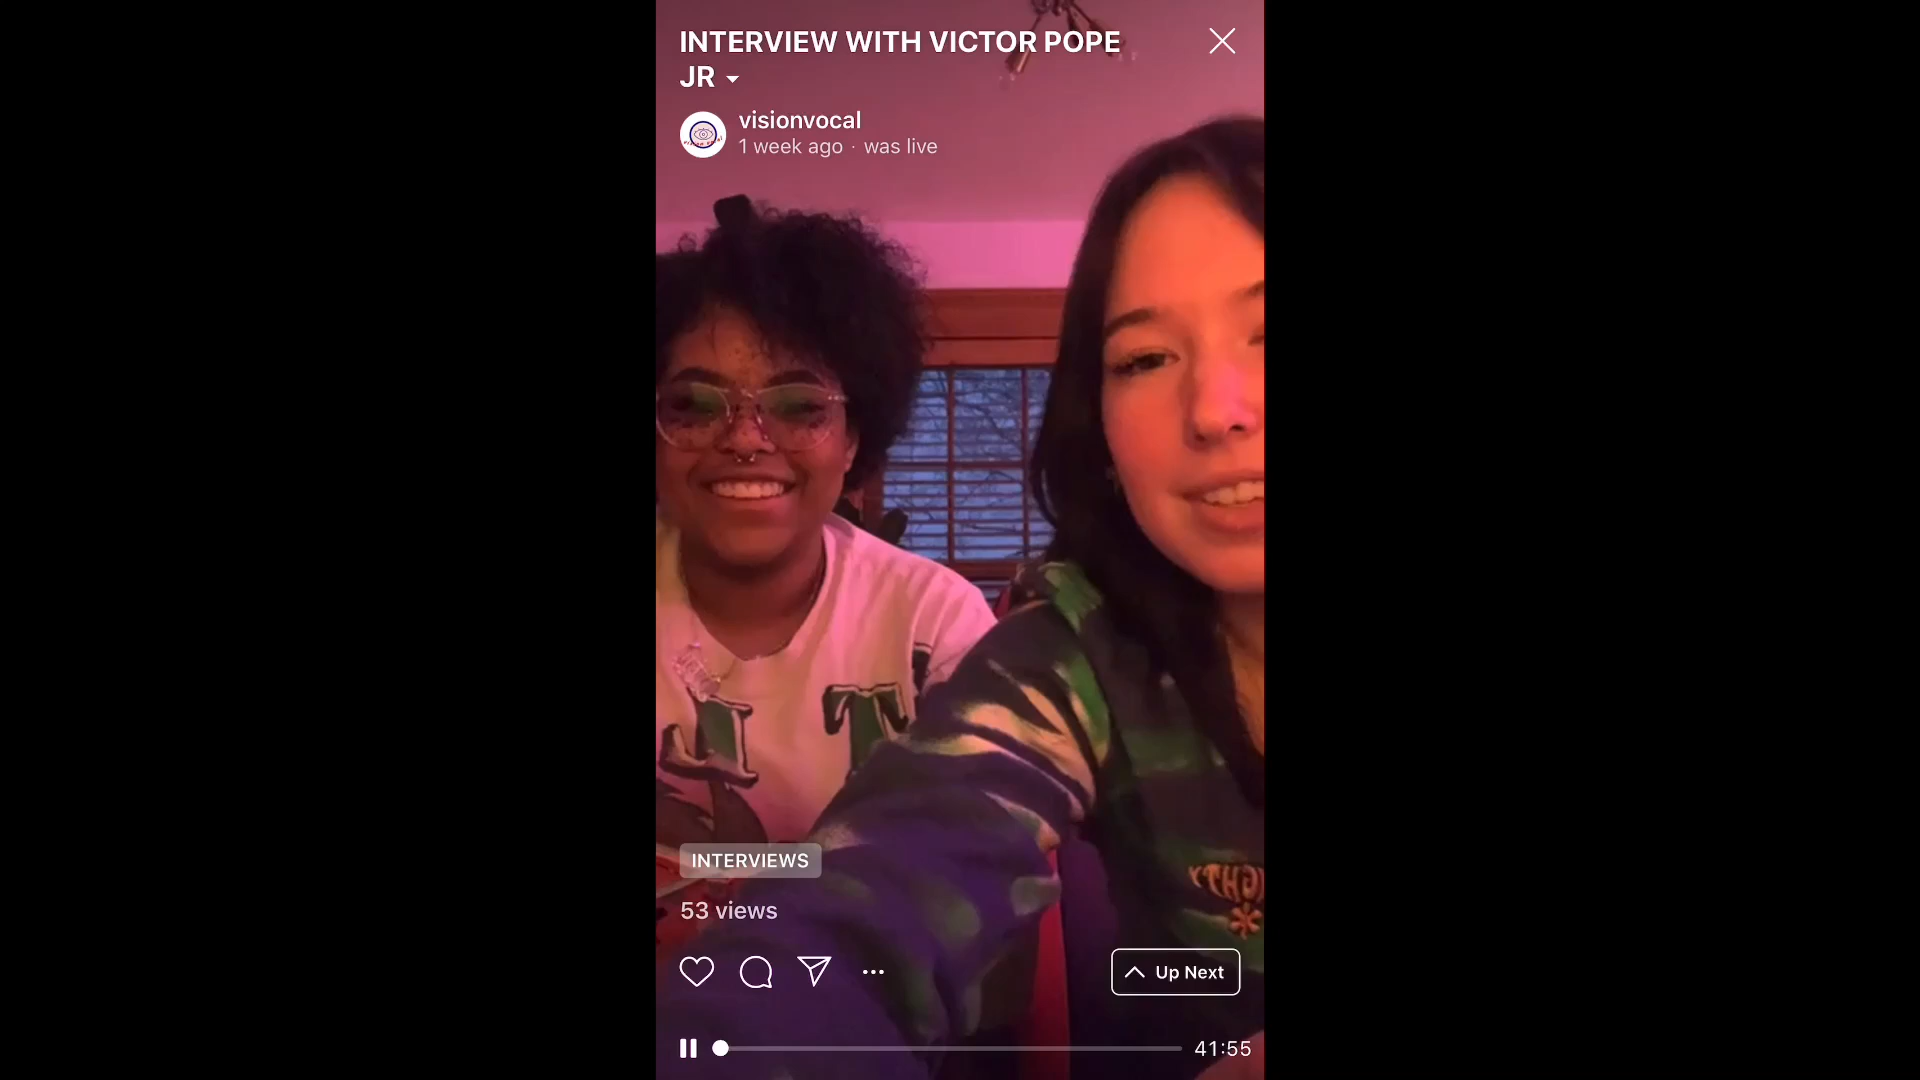 INTERVIEW WITH VICTOR POPE
JR
visionvocal
1 week ago · was live
INTERVIEWS
53 views
Up Next
41:55